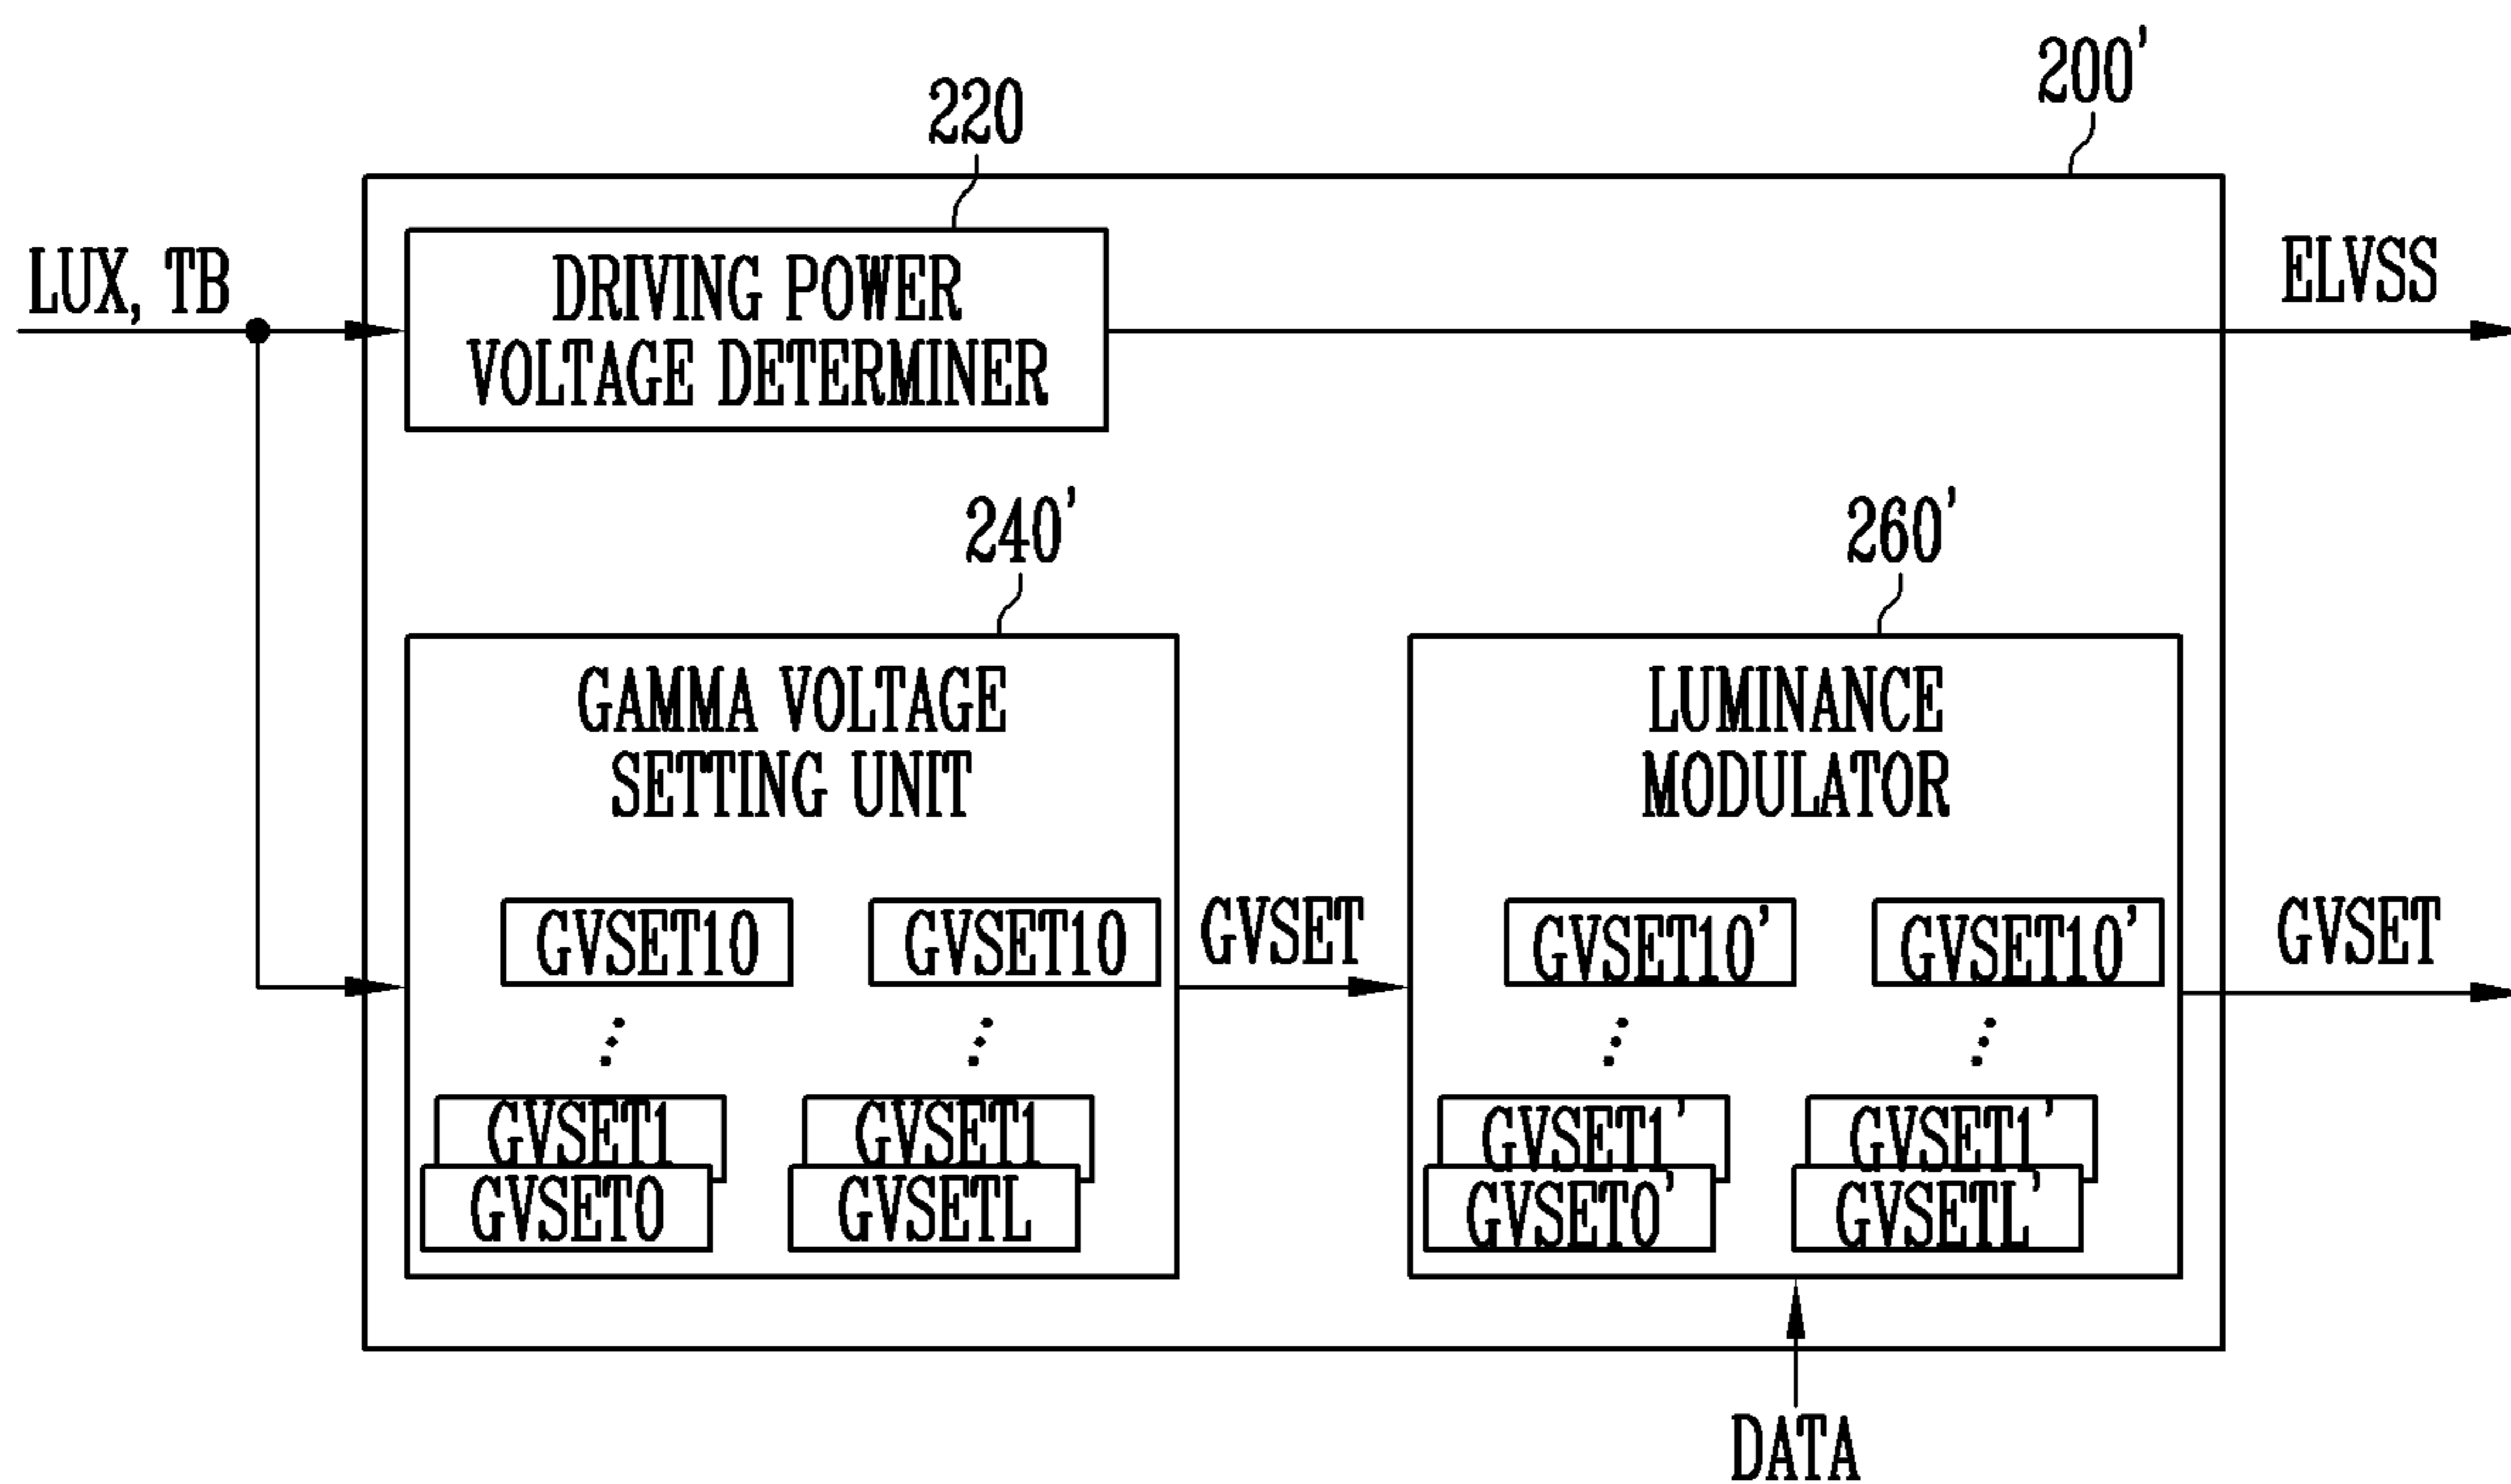 200'
220
LUX, TB
DRIVING POWER
VOLTAGE DETERMINER
ELVSS
240'
260'
GAMMA VOLTAGE
SETTING UNIT
LUMINANCE
MODULATOR
GVSET10
GVSET10
GVSET
GVSET10'
GVSET10'
GVSET
GVSET1
GVSET1
GVSET1'
GVSET1'
GVSET0
GVSETL
GVSET0'
GVSETL'
DATA